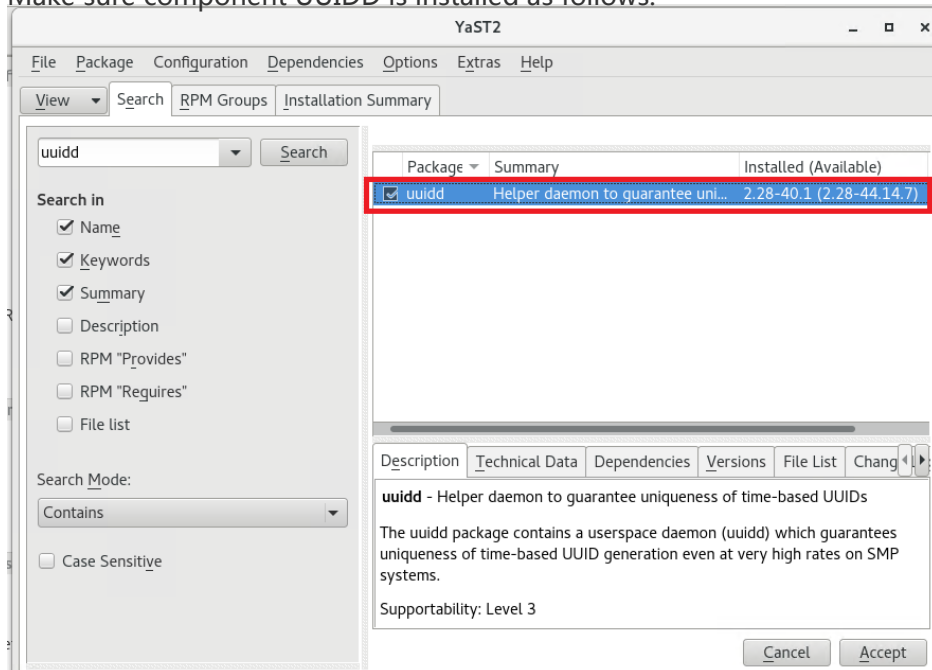 Make sure component UUIDD is installed as follows.
YaST2
File Package Configuration Dependencies Options Extras Help
View Search RPM Groups Installation Summary
uuidd Search
Search in
Name
Keywords
Summary
Description
RPM "Provides"
RPM "Requires"
File list
Search Mode:
Contains
Case Sensitive
Package Summary Installed (Available)
uuidd Helper daemon to guarantee uni... 2.28-40.1 (2.28-44.14.7)
Description Technical Data Dependencies Versions File List Chang
uuidd - Helper daemon to guarantee uniqueness of time-based UUIDs
The uuidd package contains a userspace daemon (uuidd) which guarantees
uniqueness of time-based UUID generation even at very high rates on SMP
systems.
Supportability: Level 3
Cancel Accept